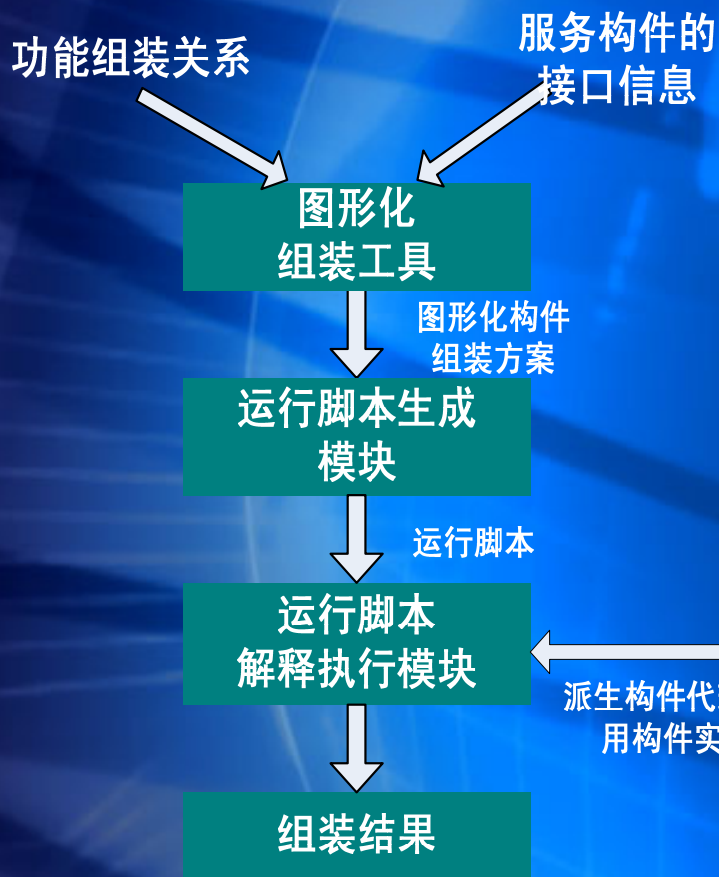 功能组装关系
服务构件的
接口信息
图形化
组装工具
图形化构件
组装方案
运行脚本生成
模块
运行脚本
运行脚本
解释执行模块
派生构件代
用构件实
组装结果